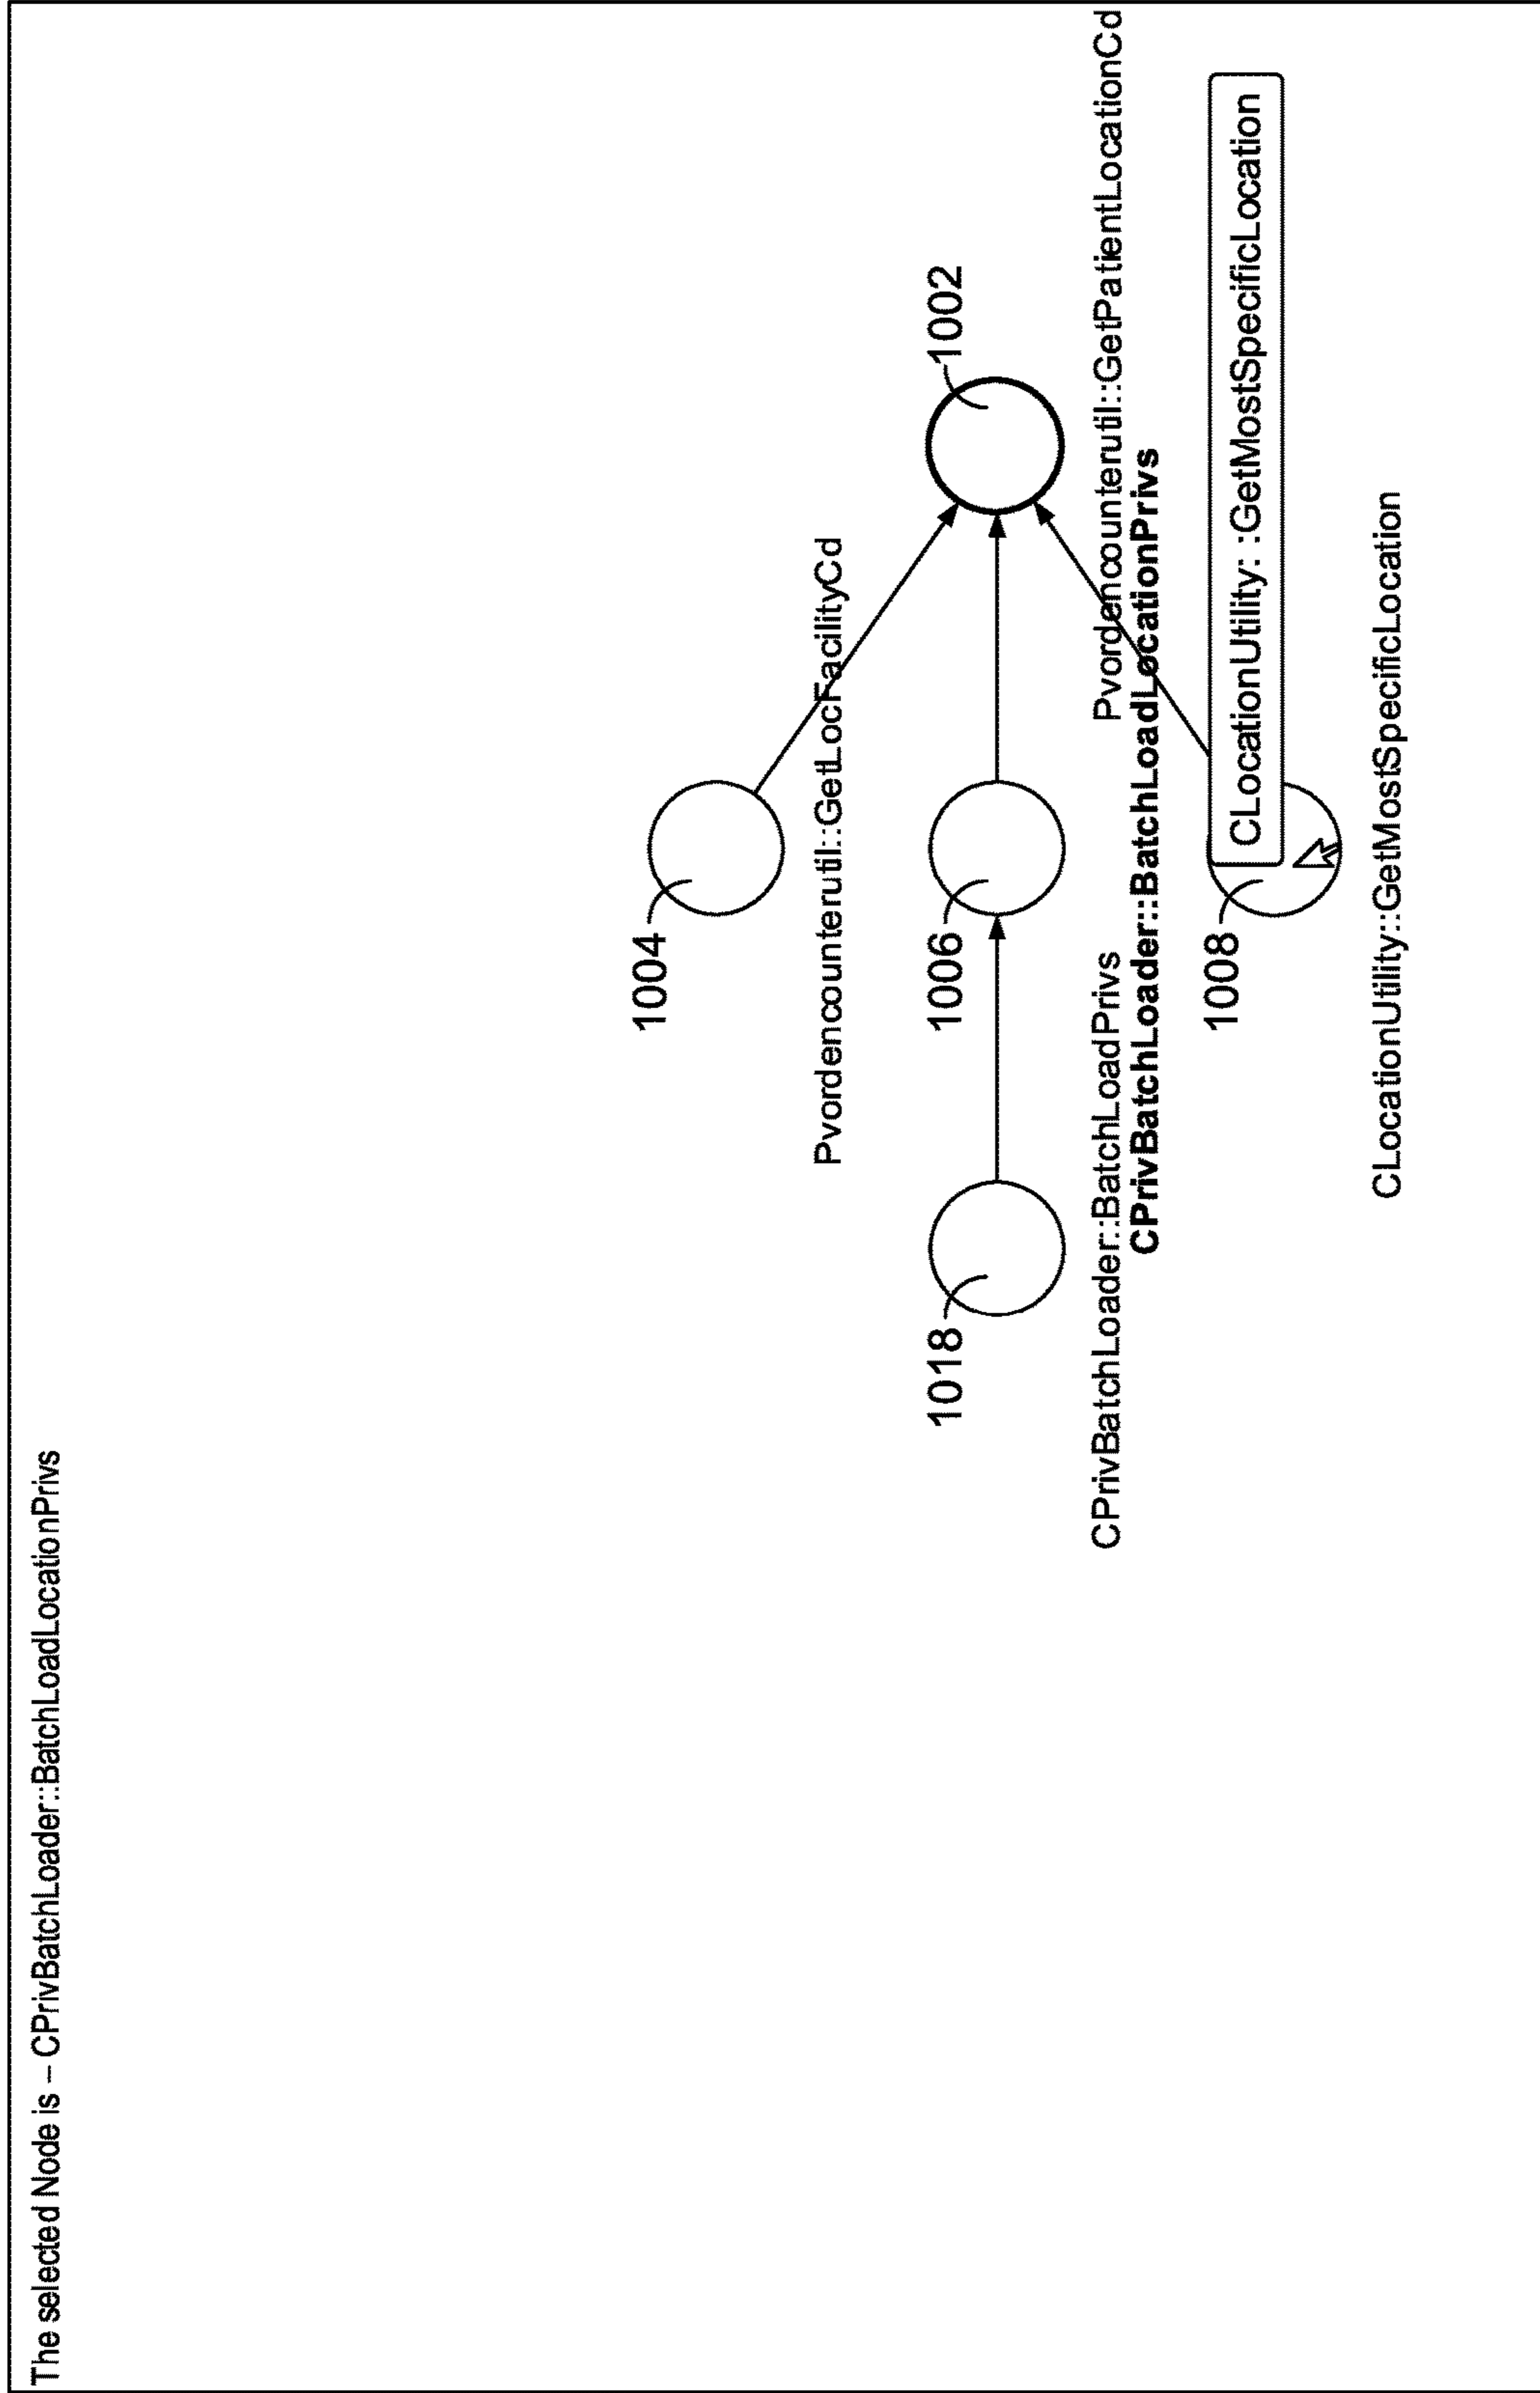 The selected Node is – CPrivBatchLoader::BatchLoadLocationPrivs
1004
Pvordencounterutil::GetLocFacilityCd
1018
1006
1002
CPrivBatchLoader::BatchLoadPrivs
Pvordencounterutil::GetPatientLocationCd
CPrivBatchLoader::BatchLoadLocationPrivs
1008
CLocationUtility: :GetMostSpecificLocation
CLocationUtility::GetMostSpecificLocation